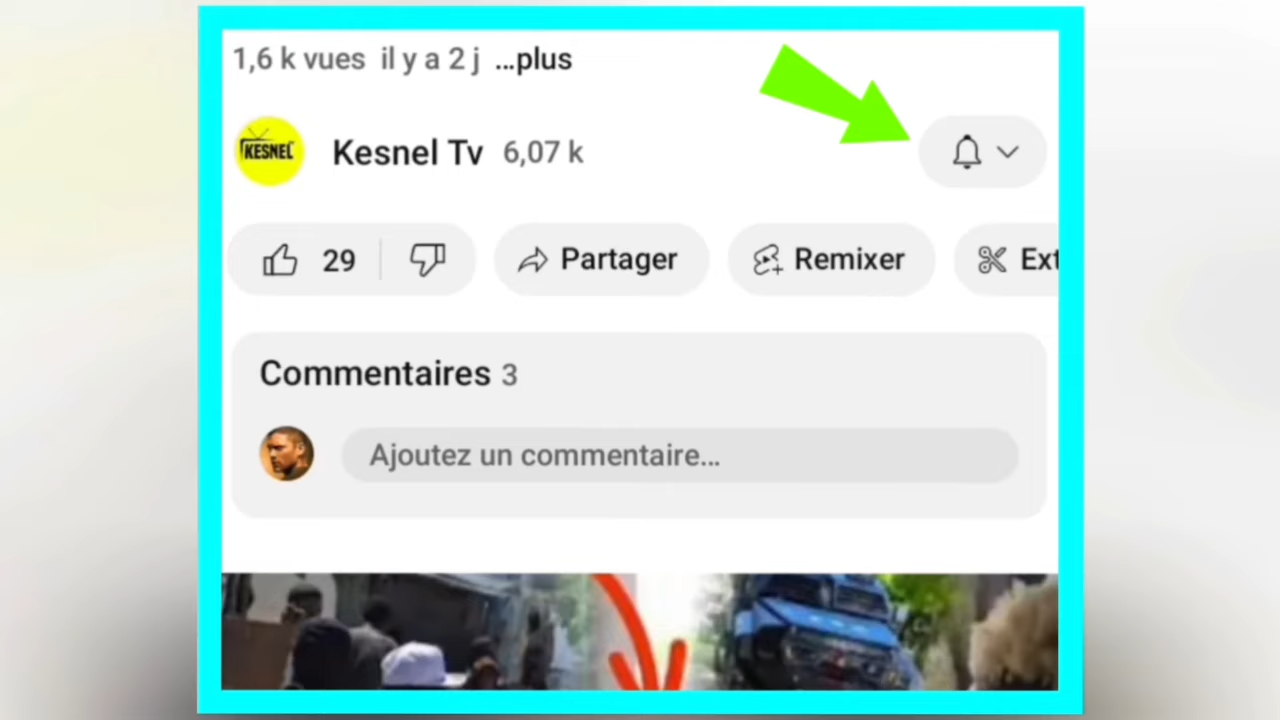 1,6 k vues il y a 2 j ...plus
KESNEL
Kesnel Tv 6,07 k
29 Partager Remixer Ext
Commentaires 3
Ajoutez un commentaire...